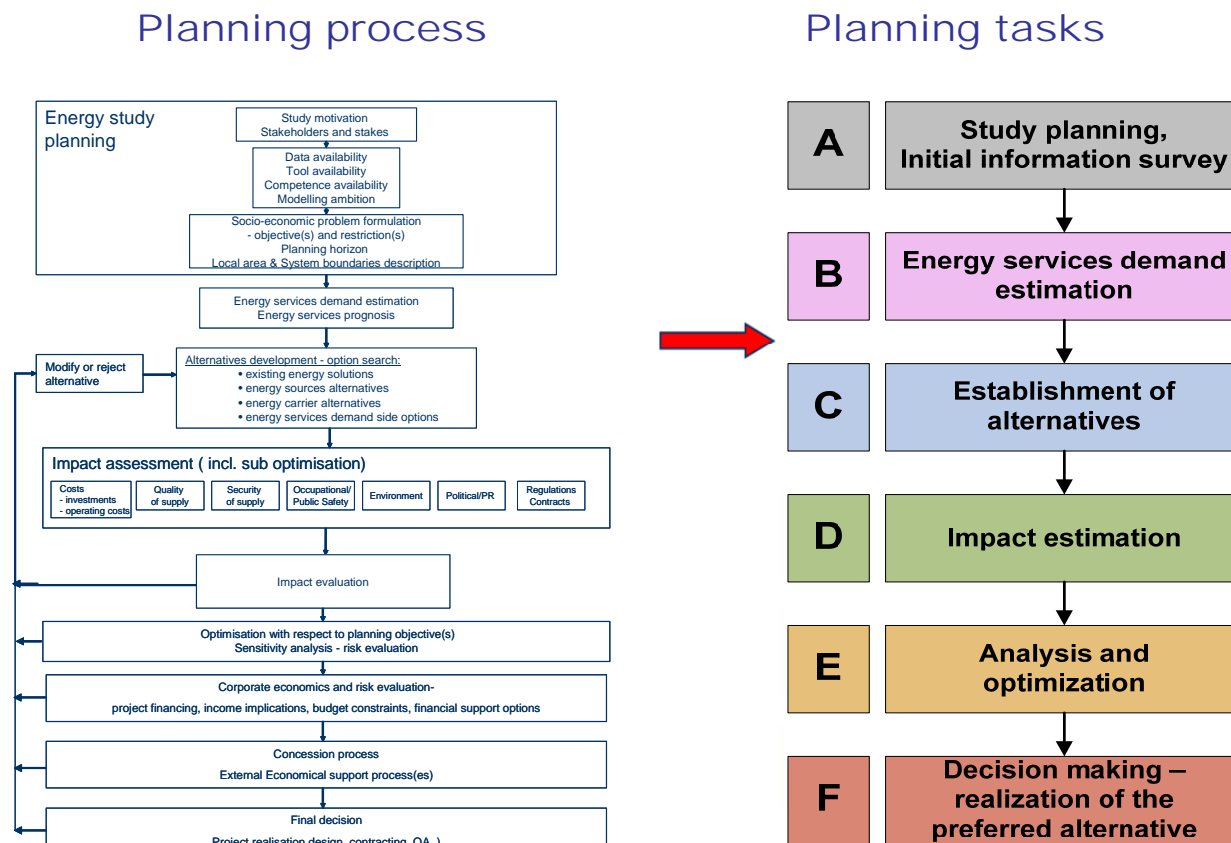 Planning process
Energy study
planning
Study motivation
Stakeholders and stakes
Data availability
Tool availability
Competence availability
Modelling ambition
Socio-economic problem formulation
- objective(s) and restriction(s)
Planning horizon
Local area & System boundaries description
Energy services demand estimation
Energy services prognosis
Modify or reject
alternative
Alternatives development - option search:
• existing energy solutions
• energy sources alternatives
• energy carrier alternatives
• energy services demand side options
Impact assessment ( incl. sub optimisation)
Costs
- investments
- operating costs
Quality
of supply
Security
of supply
Occupational/
Public Safety
Environment
Political/PR
Regulations
Contracts
Impact evaluation
Optimisation with respect to planning objective(s)
Sensitivity analysis - risk evaluation
Corporate economics and risk evaluation-
project financing, income implications, budget constraints, financial support options
Concession process
External Economical support process(es)
Final decision
Project realisation design, contracting, QA..)
Planning tasks
A
Study planning,
Initial information survey
B
Energy services demand
estimation
C
Establishment of
alternatives
D
Impact estimation
E
Analysis and
optimization
F
Decision making –
realization of the
preferred alternative